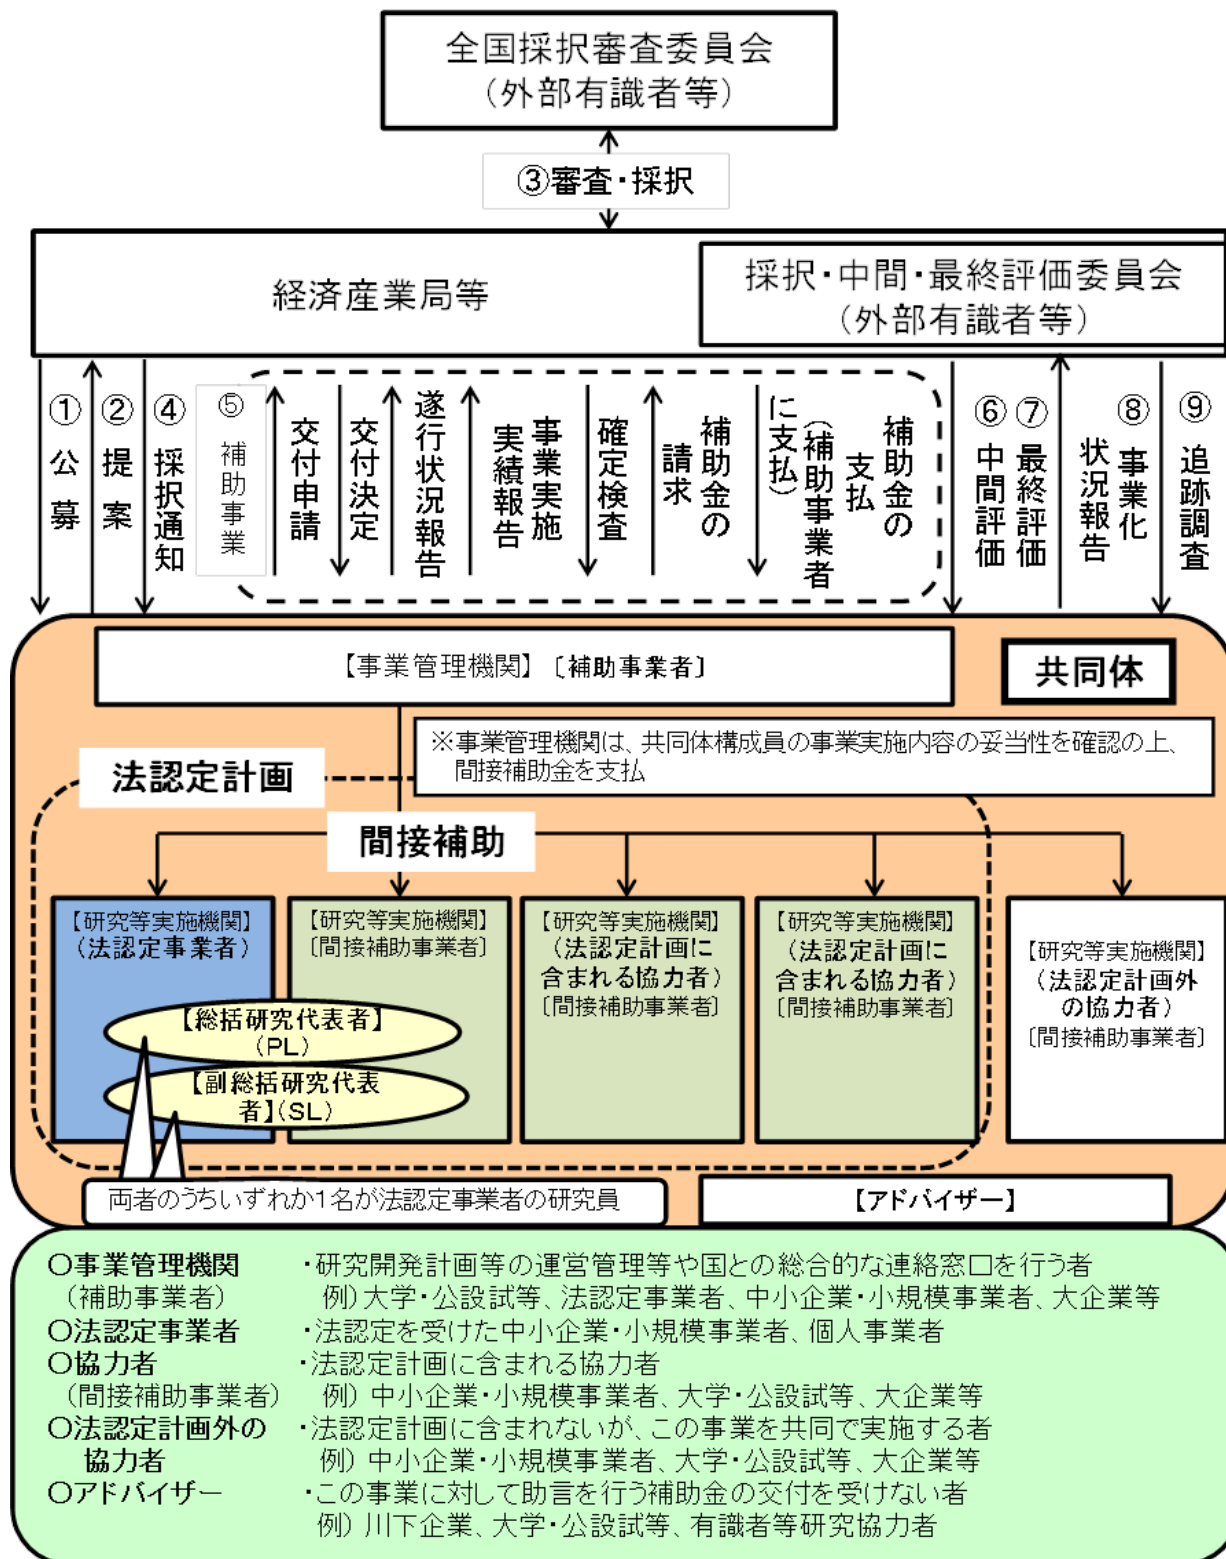 全国採択審査委員会
（外部有識者等）
③審査・採択
経済産業局等
採択・中間・最終評価委員会
（外部有識者等）
①公募
②提案
④採択通知
⑤補助事業
交付申請
交付決定
遂行状況報告
事業実施
実績報告
確定検査
補助金の
請求
補助金の
支払
（補助事業者
に支払）
⑥中間評価
⑦最終評価
⑧事業化
状況報告
⑨追跡調査
【事業管理機関】〔補助事業者〕
共同体
※事業管理機関は、共同体構成員の事業実施内容の妥当性を確認の上、
間接補助金を支払
法認定計画
間接補助
【研究等実施機関】
（法認定事業者）
【研究等実施機関】
〔間接補助事業者〕
【研究等実施機関】
（法認定計画に
含まれる協力者）
〔間接補助事業者〕
【研究等実施機関】
（法認定計画に
含まれる協力者）
〔間接補助事業者〕
【研究等実施機関】
（法認定計画外
の協力者）
〔間接補助事業者〕
【総括研究代表者】
（PL）
【副総括研究代表
者】（SL）
両者のうちいずれか１名が法認定事業者の研究員
【アドバイザー】
○事業管理機関 ・研究開発計画等の運営管理等や国との総合的な連絡窓口を行う者
（補助事業者） 例）大学・公設試等、法認定事業者、中小企業・小規模事業者、大企業等
○法認定事業者 ・法認定を受けた中小企業・小規模事業者、個人事業者
○協力者 ・法認定計画に含まれる協力者
（間接補助事業者） 例）中小企業・小規模事業者、大学・公設試等、大企業等
○法認定計画外の ・法認定計画に含まれないが、この事業を共同で実施する者
協力者 例）中小企業・小規模事業者、大学・公設試等、大企業等
○アドバイザー ・この事業に対して助言を行う補助金の交付を受けない者
例）川下企業、大学・公設試等、有識者等研究協力者